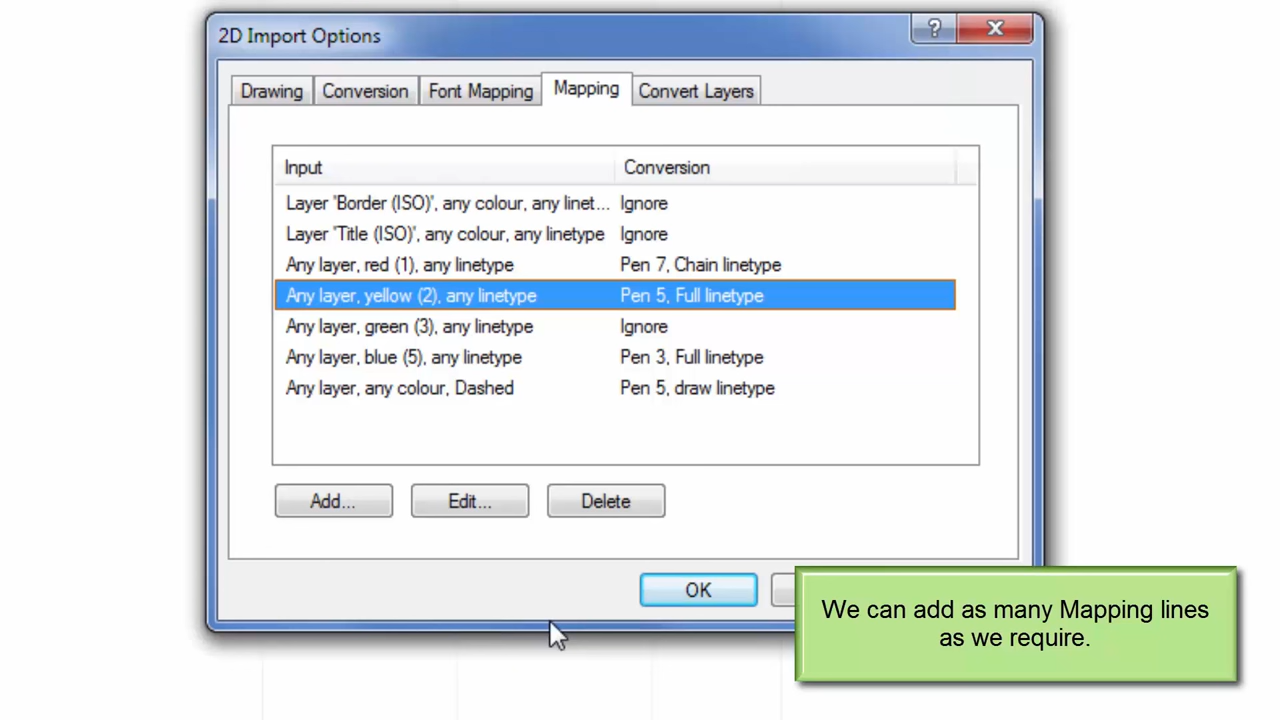 2D Import Options
?
Drawing Conversion Font Mapping Mapping Convert Layers
Input Conversion
Layer 'Border (ISO)', any colour, any linet... Ignore
Layer 'Title (ISO)', any colour, any linetype Ignore
Any layer, red (1), any linetype Pen 7, Chain linetype
Any layer, yellow (2), any linetype Pen 5, Full linetype
Any layer, green (3), any linetype Ignore
Any layer, blue (5), any linetype Pen 3, Full linetype
Any layer, any colour, Dashed Pen 5, draw linetype
Add... Edit... Delete
OK
We can add as many Mapping lines
as we require.